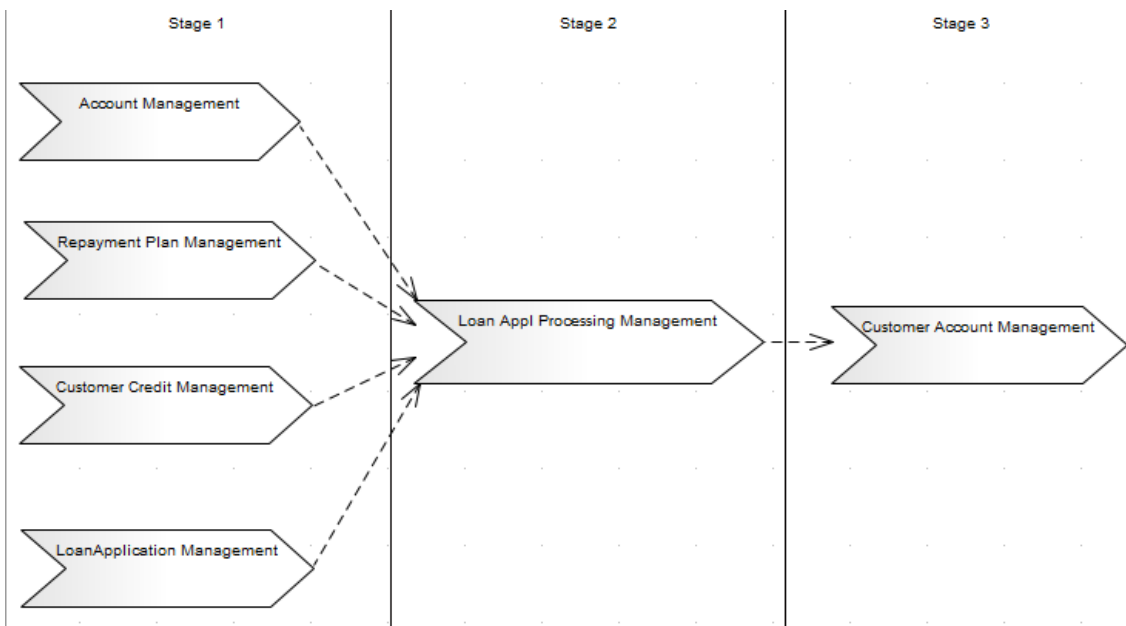 Stage 1
Stage 2
Stage 3
Account Management
Repayment Plan Management
Customer Credit Management
LoanApplication Management
Loan Appl Processing Management
Customer Account Management